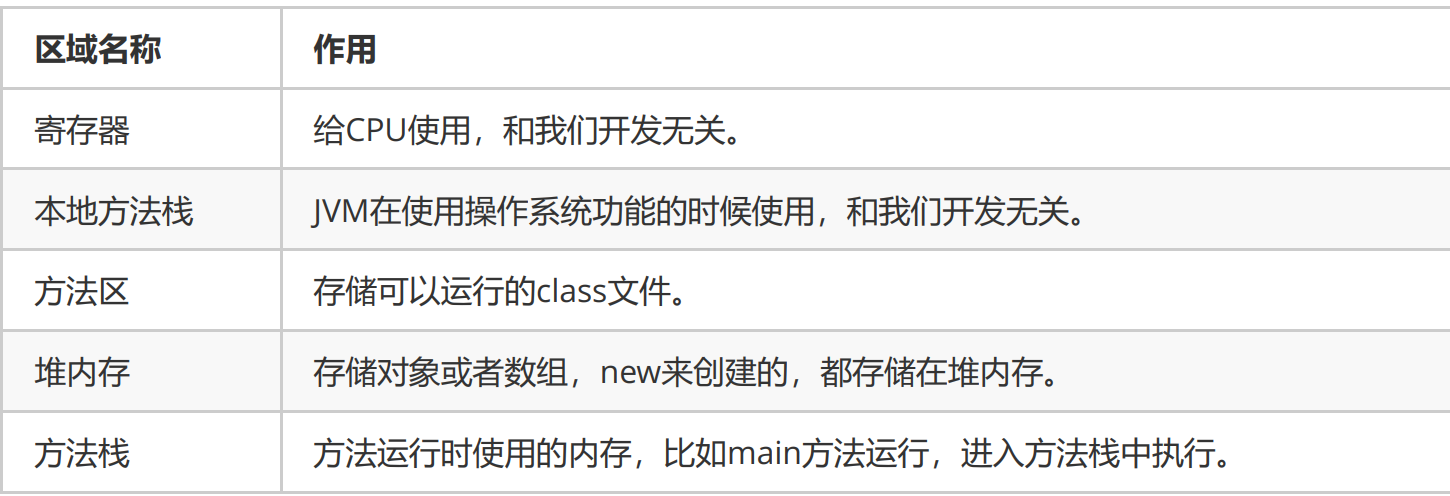 区域名称 作用
寄存器 给CPU使用，和我们开发无关。
本地方法栈 JVM在使用操作系统功能的时候使用，和我们开发无关。
方法区 存储可以运行的class文件。
堆内存 存储对象或者数组，new来创建的，都存储在堆内存。
方法栈 方法运行时使用的内存，比如main方法运行，进入方法栈中执行。